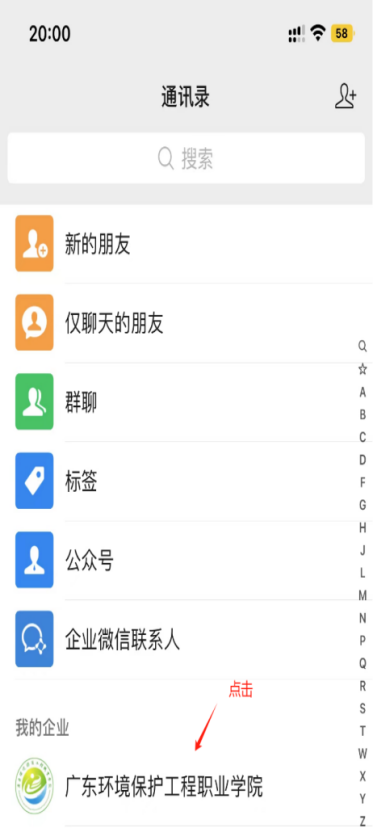 20:00
58
通讯录
搜索
新的朋友
仅聊天的朋友
群聊
标签
公众号
企业微信联系人
点击
我的企业
广东环境保护工程职业学院
A
B
C
D
F
G
H
J
L
M
N
P
Q
R
S
T
W
X
Y
Z